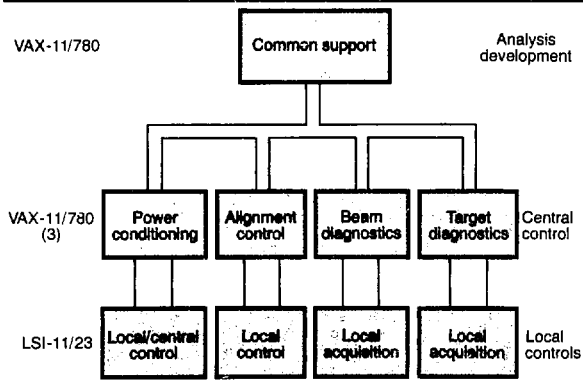 VAX-11/780
Common support
Analysis
development
VAX-11/780
(3)
Power
conditioning
Alignment
control
Beam
diagnostics
Target
diagnostics
Central
control
LSI-11/23
Local/central
control
Local
control
Local
acquisition
Local
acquisition
Local
controls